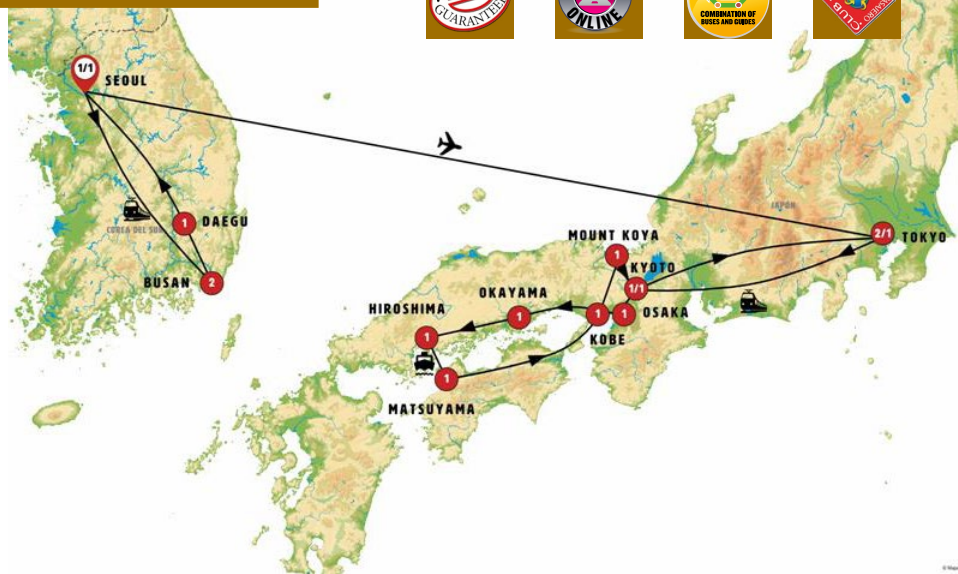 GUARANTEE
ONLINE
COMBINATION OF
BUSES AND GUIDES
CLUB
1/1
SEOUL
JAPÓN
2/1
TOKYO
1
DAEGU
COREA DEL SUR
MOUNT KOYA
1
KYOTO
1/1
BUSAN
2
OKAYAMA
1
HIROSHIMA
1
1
OSAKA
1
KOBE
1
MATSUYAMA